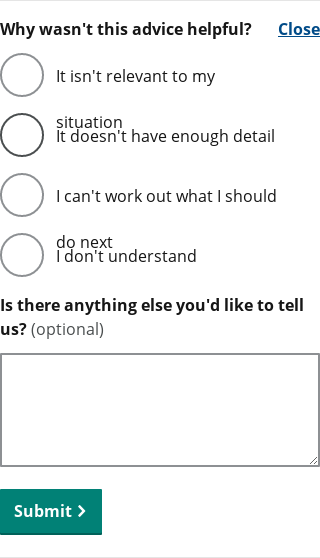 Why wasn't this advice helpful? Close
It isn't relevant to my
situation
It doesn't have enough detail
I can't work out what I should
do next
I don't understand
Is there anything else you'd like to tell
us? (optional)
Submit